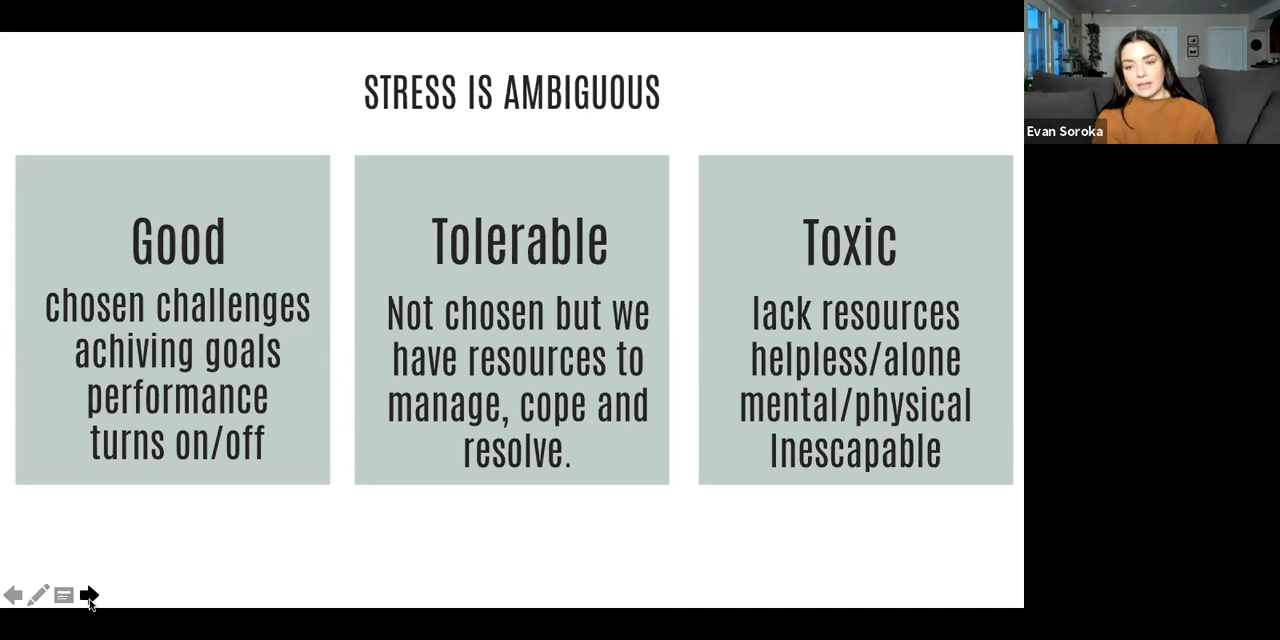 STRESS IS AMBIGUOUS
Evan Soroka
Good
chosen challenges
achiving goals
performance
turns on/off
Tolerable
Not chosen but we
have resources to
manage, cope and
resolve.
Toxic
lack resources
helpless/alone
mental/physical
Inescapable